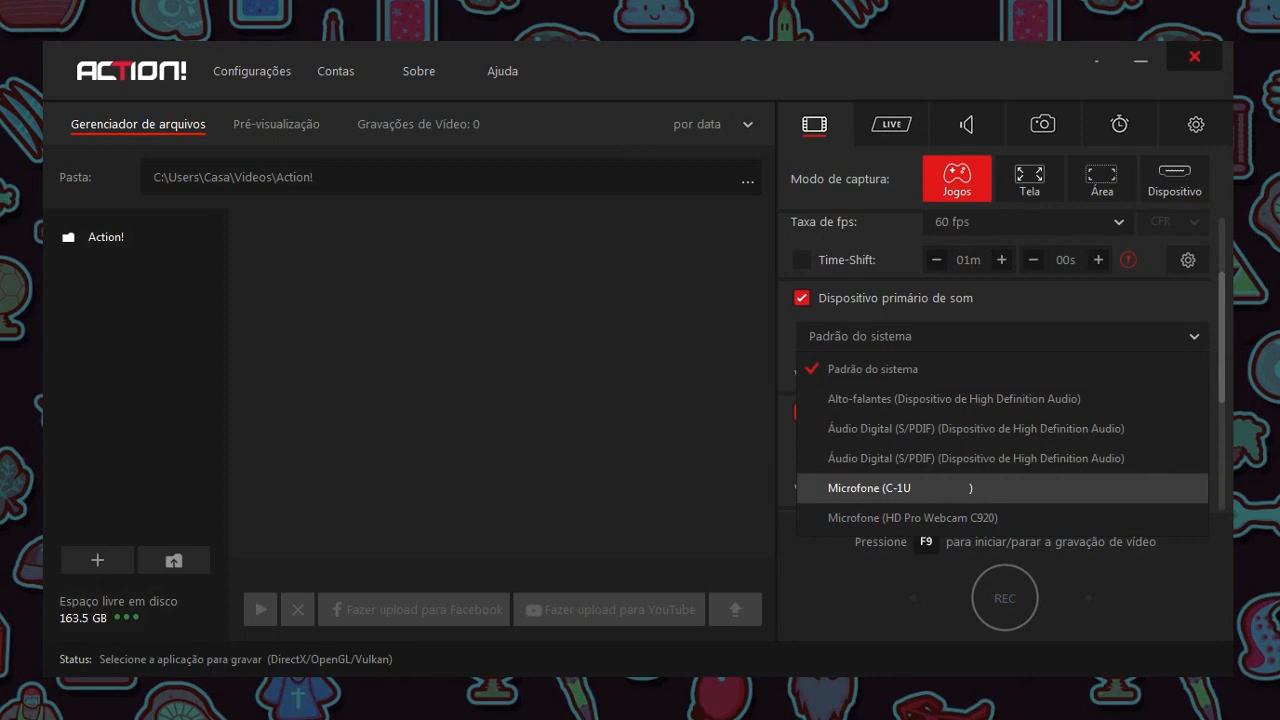 ACTION! Configurações Contas Sobre Ajuda
Gerenciador de arquivos Pré-visualização Gravações de Vídeo: 0 por data
LIVE
Pasta: C:\Users\Casa\Videos\Action! ...
Modo de captura: Jogos Tela Área Dispositivo
Taxa de fps: 60 fps CFR
Action!
Time-Shift: − 01m + − 00s +
Dispositivo primário de som
Padrão do sistema
Padrão do sistema
Alto-falantes (Dispositivo de High Definition Audio)
Áudio Digital (S/PDIF) (Dispositivo de High Definition Audio)
Áudio Digital (S/PDIF) (Dispositivo de High Definition Audio)
Microfone (C-1U )
Microfone (HD Pro Webcam C920)
Pressione F9 para iniciar/parar a gravação de vídeo
REC
Espaço livre em disco
163.5 GB
Fazer upload para Facebook Fazer upload para YouTube
Status: Selecione a aplicação para gravar (DirectX/OpenGL/Vulkan)